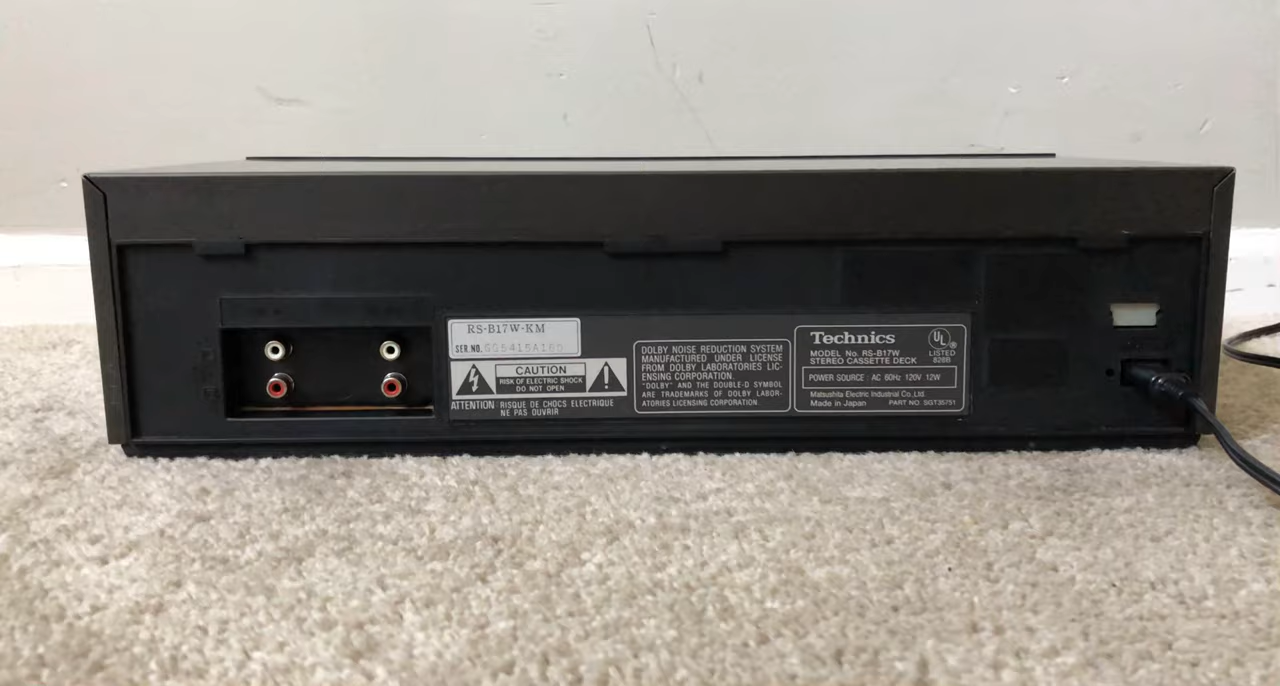 RS-B17W-KM
SER.NO.
CAUTION
RISK OF ELECTRIC SHOCK
DO NOT OPEN
ATTENTION RISQUE DE CHOCS ELECTRIQUE
NE PAS OUVRIR
DOLBY NOISE REDUCTION SYSTEM
MANUFACTURED UNDER LICENSE
FROM DOLBY LABORATORIES LIC-
ENSING CORPORATION.
"DOLBY" AND THE DOUBLE-D SYMBOL
ARE TRADEMARKS OF DOLBY LABOR-
ATORIES LICENSING CORPORATION.
Technics
MODEL No. RS-B17W
STEREO CASSETTE DECK
UL®
LISTED
828B
POWER SOURCE : AC 60Hz 120V 12W
Matsushita Electric Industrial Co.,Ltd.
Made in Japan PART NO. SGT35751